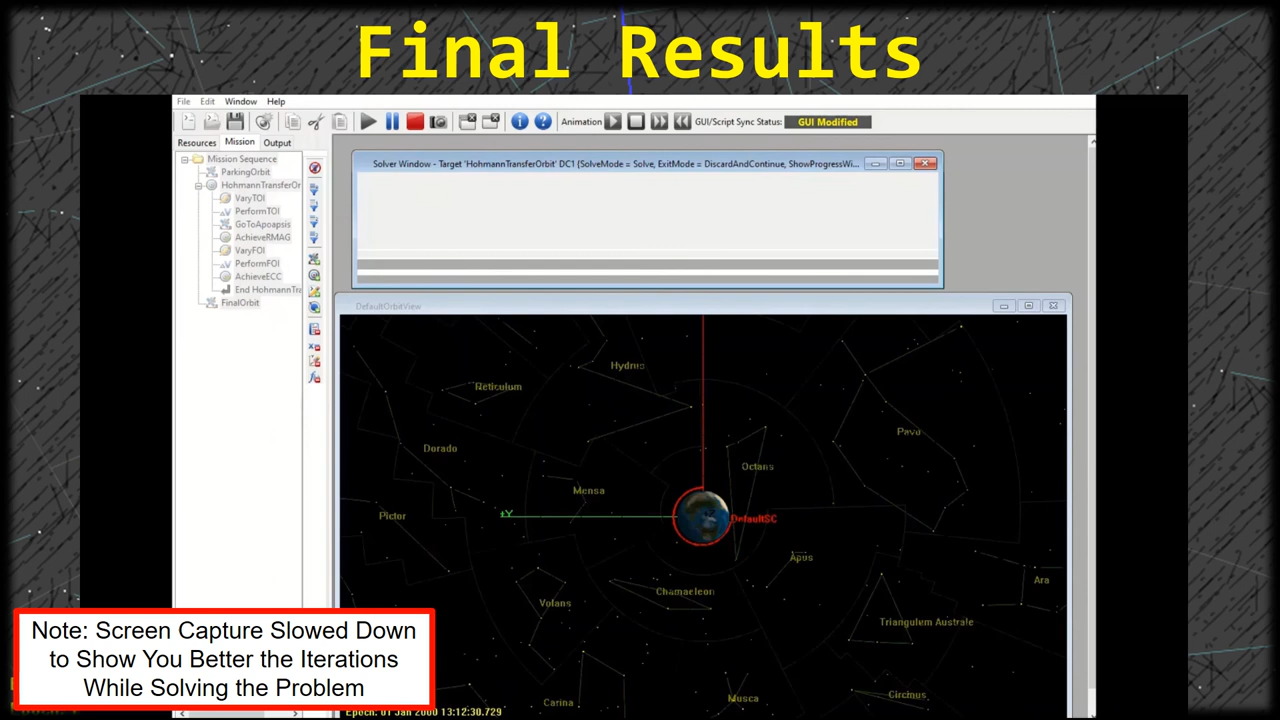 Final Results
File Edit Window Help
Animation GUI/Script Sync Status: GUI Modified
Resources Mission Output
Mission Sequence
ParkingOrbit
HohmannTransferOr
VaryTOI
PerformTOI
GoToApoapsis
AchieveRMAG
VaryFOI
PerformFOI
AchieveECC
End HohmannTra
FinalOrbit
Solver Window - Target 'HohmannTransferOrbit' DC1 {SolveMode = Solve, ExitMode = DiscardAndContinue, ShowProgressWi...
DefaultOrbitView
Hydrus
Reticulum
Pavo
Dorado
Octans
Mensa
+Y
Pictor
DefaultSC
Apus
Ara
Chamaeleon
Volans
Triangulum Australe
Circinus
Musca
Carina
Epoch: 01 Jan 2000 13:12:30.729
Note: Screen Capture Slowed Down
to Show You Better the Iterations
While Solving the Problem